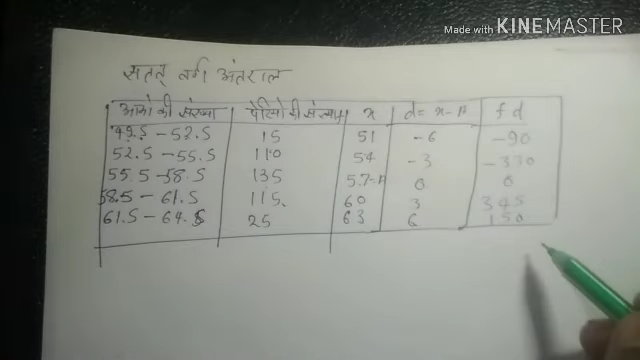 Made with KINEMASTER
सतत् वर्ग अंतराल
आमों की संख्या पेटियों की संख्या x d= x-A fd
49.5 - 52.5 15 51 -6 -90
52.5 - 55.5 110 54 -3 -330
55.5 - 58.5 135 57-A 0 0
58.5 - 61.5 115 60 3 345
61.5 - 64.5 25 63 6 150